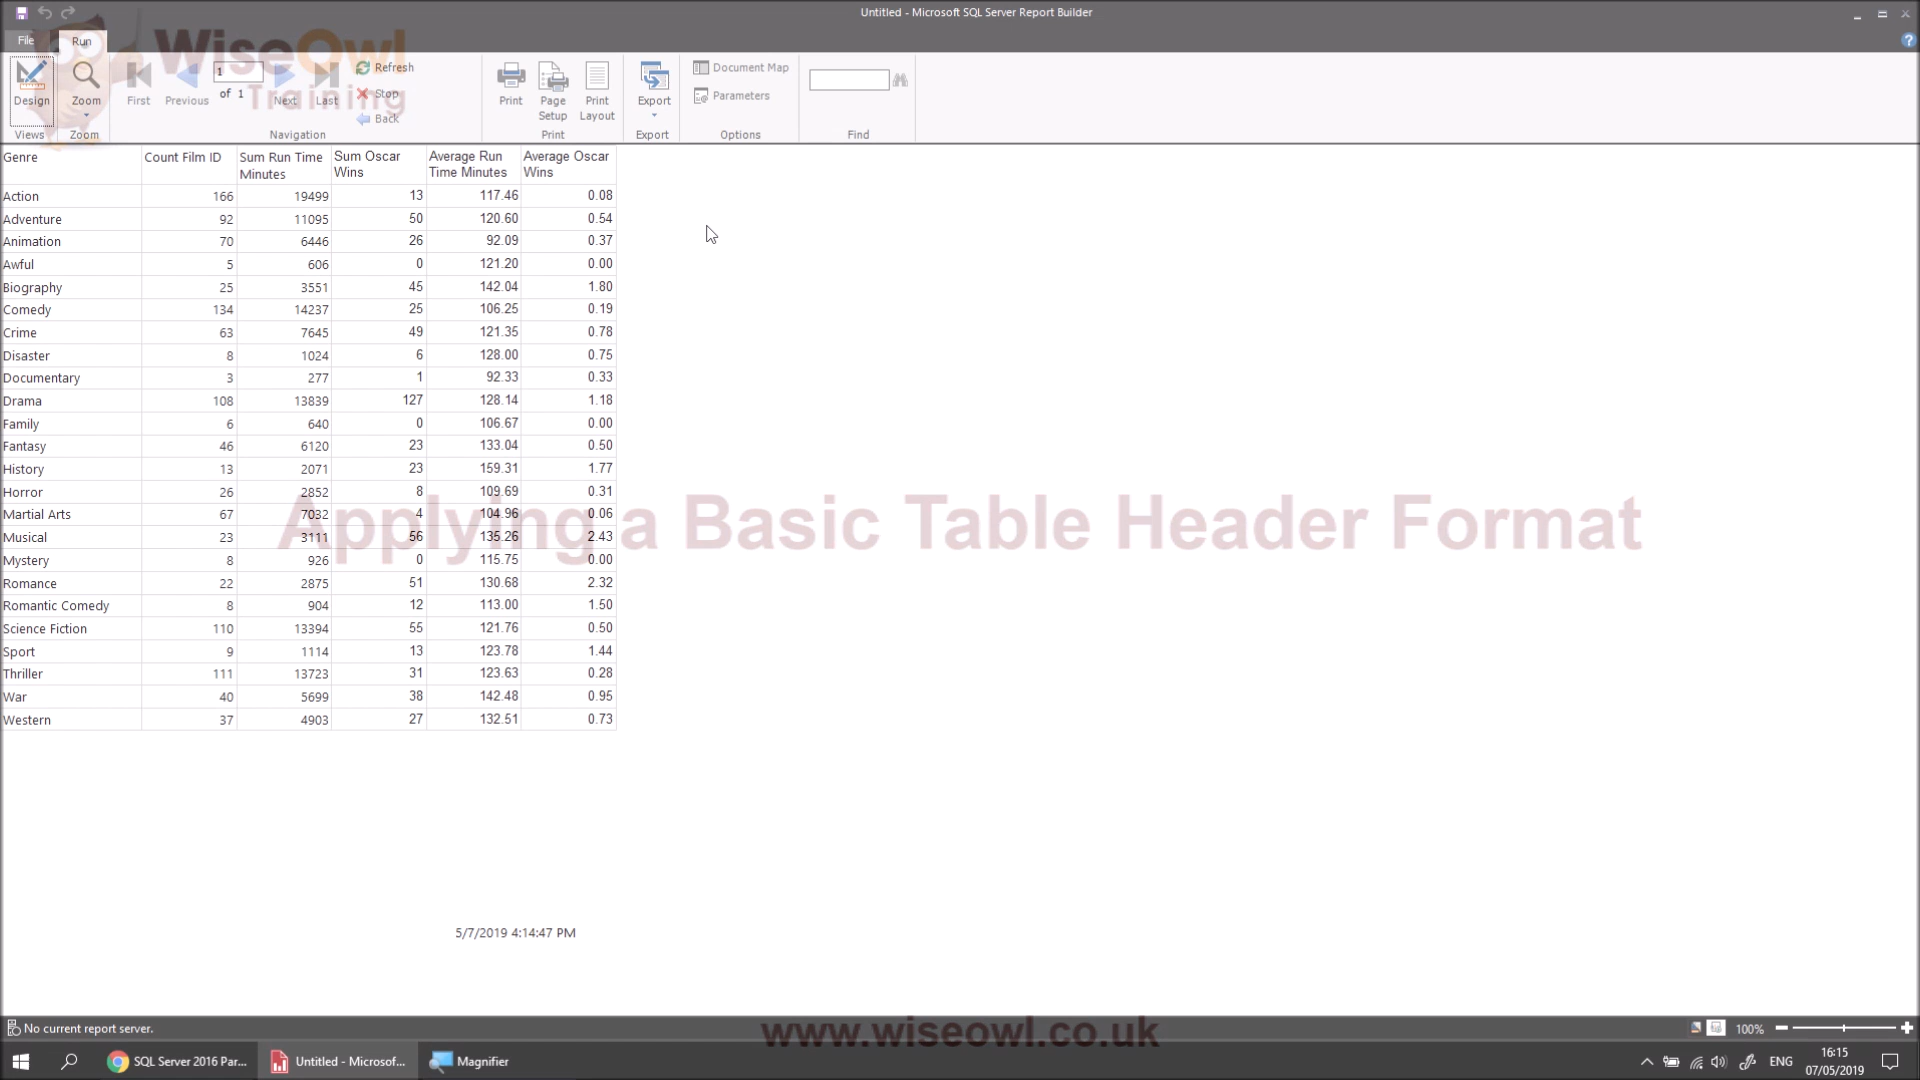 Untitled - Microsoft SQL Server Report Builder
File Run
WiseOwl
Training
Design
Views
Zoom
Zoom
First
Previous
1
of 1
Next
Last
Refresh
Stop
Back
Navigation
Print
Page Setup
Print Layout
Print
Export
Export
Document Map
Parameters
Options
Find
Genre Count Film ID Sum Run Time Minutes Sum Oscar Wins Average Run Time Minutes Average Oscar Wins
Action 166 19499 13 117.46 0.08
Adventure 92 11095 50 120.60 0.54
Animation 70 6446 26 92.09 0.37
Awful 5 606 0 121.20 0.00
Biography 25 3551 45 142.04 1.80
Comedy 134 14237 25 106.25 0.19
Crime 63 7645 49 121.35 0.78
Disaster 8 1024 6 128.00 0.75
Documentary 3 277 1 92.33 0.33
Drama 108 13839 127 128.14 1.18
Family 6 640 0 106.67 0.00
Fantasy 46 6120 23 133.04 0.50
History 13 2071 23 159.31 1.77
Horror 26 2852 8 109.69 0.31
Martial Arts 67 7032 4 104.96 0.06
Musical 23 3111 56 135.26 2.43
Mystery 8 926 0 115.75 0.00
Romance 22 2875 51 130.68 2.32
Romantic Comedy 8 904 12 113.00 1.50
Science Fiction 110 13394 55 121.76 0.50
Sport 9 1114 13 123.78 1.44
Thriller 111 13723 31 123.63 0.28
War 40 5699 38 142.48 0.95
Western 37 4903 27 132.51 0.73
Applying a Basic Table Header Format
5/7/2019 4:14:47 PM
No current report server.
www.wiseowl.co.uk
100%
SQL Server 2016 Par...
Untitled - Microsof...
Magnifier
ENG
16:15
07/05/2019